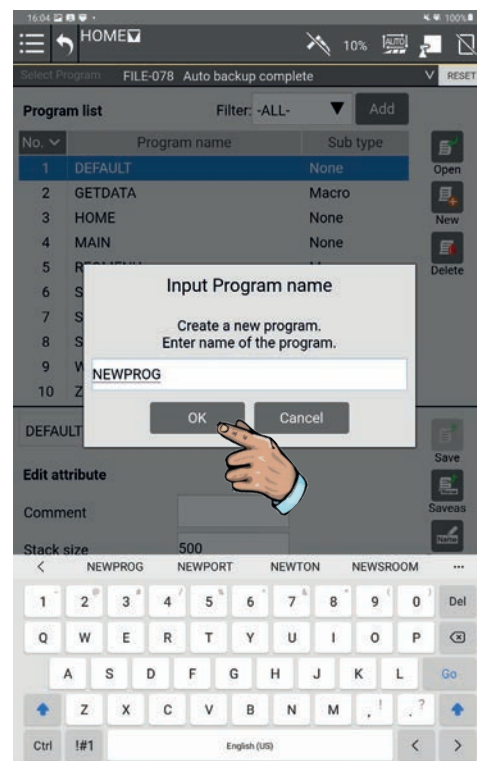 16:04 100%
HOME 10% AUTO
Select Program FILE-078 Auto backup complete RESET
Program list Filter: -ALL- Add
No. Program name Sub type
1 DEFAULT None
Open
2 GETDATA Macro
3 HOME None
New
4 MAIN None
5
Delete
Input Program name
6 S
7 S
Create a new program.
8 S
Enter name of the program.
9
NEWPROG
10 Z
OK Cancel
DEFAULT
Save
Edit attribute
Comment
Saveas
Stack size 500
Name
< NEWPROG NEWPORT NEWTON NEWSROOM ...
1 2 3 4 / 5 6 7 8 9 ( 0 ) Del
Q W E R T Y U I O P
A S D F G H J K L Go
Z X C V B N M , ! . ?
Ctrl !#1 English (US) < >